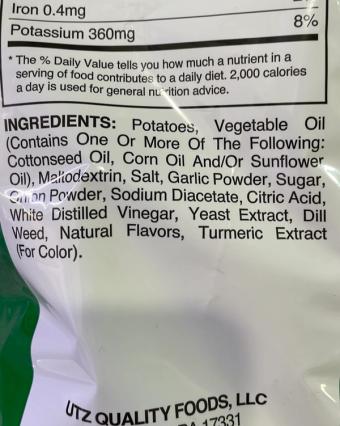 Iron 0.4mg
Potassium 360mg 8%
* The % Daily Value tells you how much a nutrient in a
serving of food contributes to a daily diet. 2,000 calories
a day is used for general nutrition advice.
INGREDIENTS: Potatoes, Vegetable Oil
(Contains One Or More Of The Following:
Cottonseed Oil, Corn Oil And/Or Sunflower
Oil), Maltodextrin, Salt, Garlic Powder, Sugar,
Onion Powder, Sodium Diacetate, Citric Acid,
White Distilled Vinegar, Yeast Extract, Dill
Weed, Natural Flavors, Turmeric Extract
(For Color).
UTZ QUALITY FOODS, LLC
PA 17331